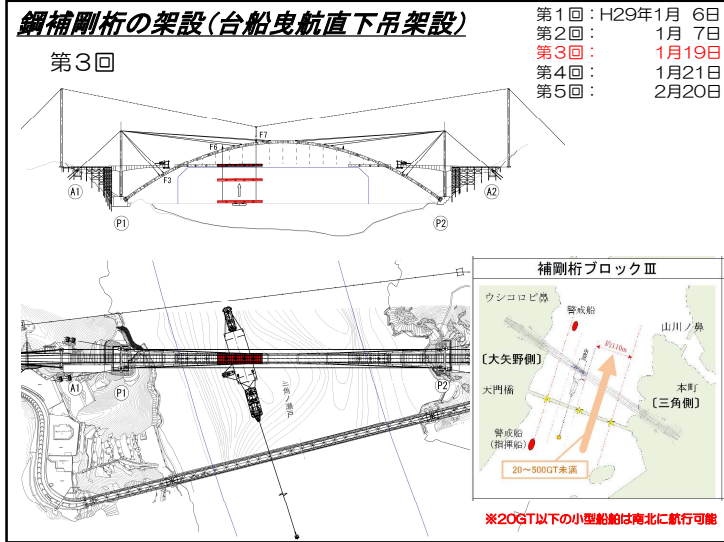 鋼補剛桁の架設(台船曳航直下吊架設)
第1回：H29年1月 6日
第2回： 1月 7日
第3回： 1月19日
第4回： 1月21日
第5回： 2月20日
第3回
F7
F6
F3
A1
A2
P1
P2
A1
P1
P2
三角ノ瀬戸
補剛桁ブロックⅢ
ウシコロビ鼻
警戒船
山川ノ鼻
約110m
〔大矢野側〕
天門橋
本町
〔三角側〕
警戒船
(指揮船)
20～500GT未満
※20GT以下の小型船舶は南北に航行可能